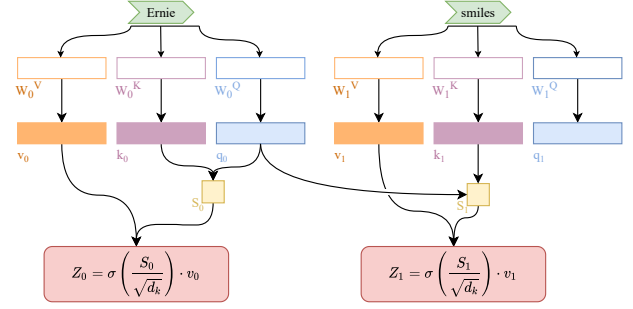 Ernie smiles
W₀ⱽ W₀ᴷ W₀Q W₁ⱽ W₁ᴷ W₁Q
v₀ k₀ q₀ v₁ k₁ q₁
S₀ S₁
Z₀ = σ(S₀/√dₖ) · v₀ Z₁ = σ(S₁/√dₖ) · v₁